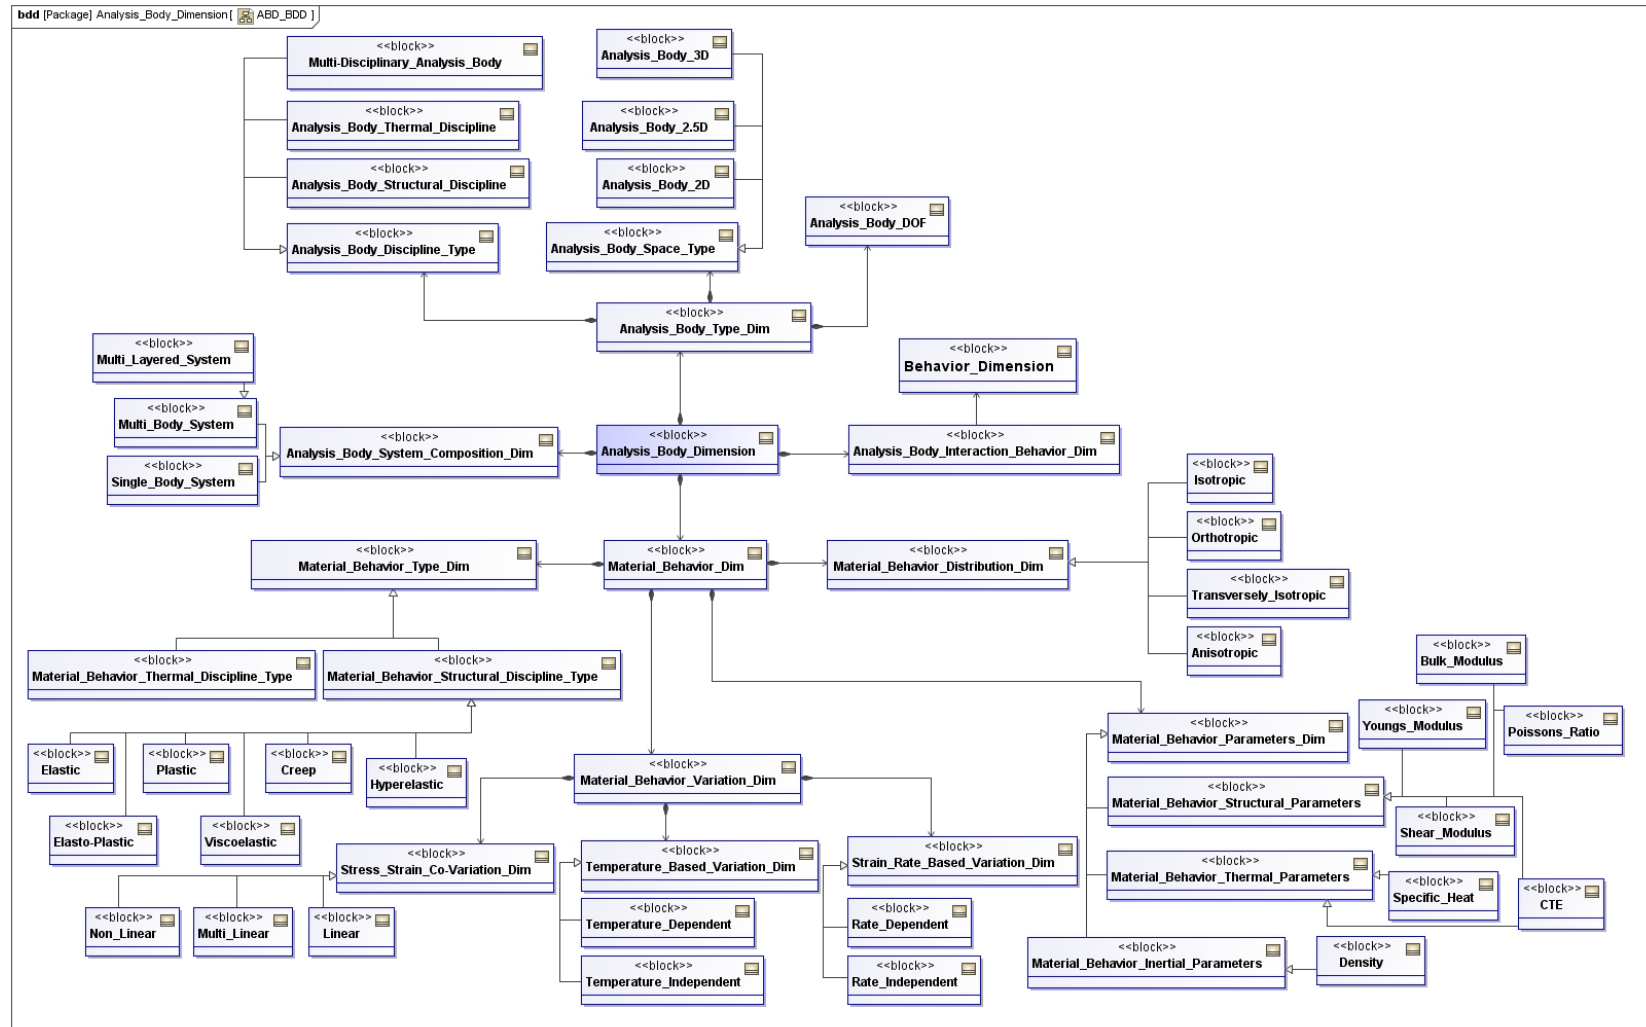 bdd [Package] Analysis_Body_Dimension [ ABD_BDD ]
<<block>>
Multi-Disciplinary_Analysis_Body
<<block>>
Analysis_Body_3D
<<block>>
Analysis_Body_Thermal_Discipline
<<block>>
Analysis_Body_2.5D
<<block>>
Analysis_Body_Structural_Discipline
<<block>>
Analysis_Body_2D
<<block>>
Analysis_Body_DOF
<<block>>
Analysis_Body_Discipline_Type
<<block>>
Analysis_Body_Space_Type
<<block>>
Analysis_Body_Type_Dim
<<block>>
Multi_Layered_System
<<block>>
Behavior_Dimension
<<block>>
Multi_Body_System
<<block>>
Analysis_Body_System_Composition_Dim
<<block>>
Analysis_Body_Dimension
<<block>>
Analysis_Body_Interaction_Behavior_Dim
<<block>>
Single_Body_System
<<block>>
Isotropic
<<block>>
Orthotropic
<<block>>
Material_Behavior_Type_Dim
<<block>>
Material_Behavior_Dim
<<block>>
Material_Behavior_Distribution_Dim
<<block>>
Transversely_Isotropic
<<block>>
Anisotropic
<<block>>
Bulk_Modulus
<<block>>
Material_Behavior_Thermal_Discipline_Type
<<block>>
Material_Behavior_Structural_Discipline_Type
<<block>>
Youngs_Modulus
<<block>>
Poissons_Ratio
<<block>>
Material_Behavior_Parameters_Dim
<<block>>
Elastic
<<block>>
Plastic
<<block>>
Creep
<<block>>
Hyperelastic
<<block>>
Material_Behavior_Variation_Dim
<<block>>
Material_Behavior_Structural_Parameters
<<block>>
Shear_Modulus
<<block>>
Elasto-Plastic
<<block>>
Viscoelastic
<<block>>
Stress_Strain_Co-Variation_Dim
<<block>>
Temperature_Based_Variation_Dim
<<block>>
Strain_Rate_Based_Variation_Dim
<<block>>
Material_Behavior_Thermal_Parameters
<<block>>
Specific_Heat
<<block>>
CTE
<<block>>
Non_Linear
<<block>>
Multi_Linear
<<block>>
Linear
<<block>>
Temperature_Dependent
<<block>>
Rate_Dependent
<<block>>
Material_Behavior_Inertial_Parameters
<<block>>
Density
<<block>>
Temperature_Independent
<<block>>
Rate_Independent